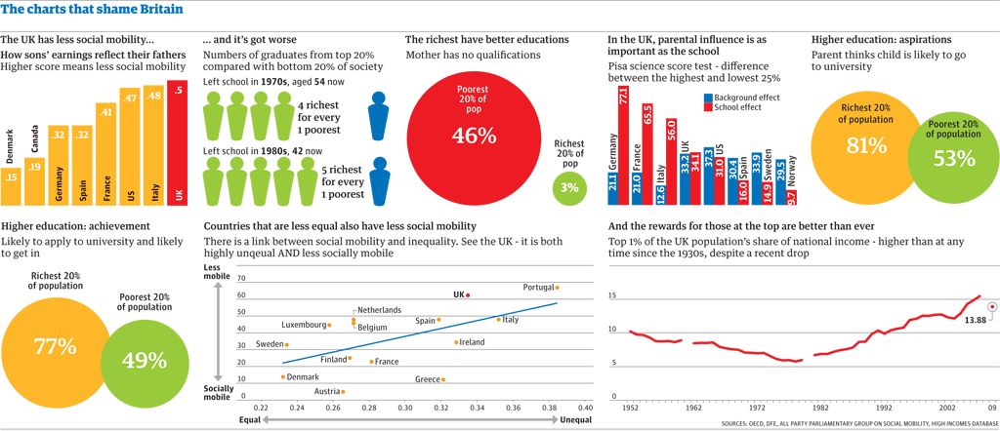 The charts that shame Britain
The UK has less social mobility...
How sons' earnings reflect their fathers
Higher score means less social mobility
Denmark
.15
Canada
.19
Germany
.32
Spain
.32
France
.41
US
.47
Italy
.48
UK
.5
... and it's got worse
Numbers of graduates from top 20%
compared with bottom 20% of society
Left school in 1970s, aged 54 now
4 richest
for every
1 poorest
Left school in 1980s, 42 now
5 richest
for every
1 poorest
The richest have better educations
Mother has no qualifications
Poorest
20% of
pop
46%
Richest
20% of
pop
3%
In the UK, parental influence is as
important as the school
Pisa science score test - difference
between the highest and lowest 25%
Background effect
School effect
21.1 Germany
77.1
21.0 France
65.5
12.6 Italy
56.0
33.2 UK
34.1
37.3 US
31.0
30.4 Spain
16.0
33.9 Sweden
14.9
29.5 Norway
9.7
Higher education: aspirations
Parent thinks child is likely to go
to university
Richest 20%
of population
81%
Poorest 20%
of population
53%
Higher education: achievement
Likely to apply to university and likely
to get in
Richest 20%
of population
77%
Poorest 20%
of population
49%
Countries that are less equal also have less social mobility
There is a link between social mobility and inequality. See the UK - it is both
highly unqeual AND less socially mobile
Less
mobile
70
60
50
40
30
20
10
0
Socially
mobile
Portugal
UK
Netherlands
Luxembourg
Belgium
Spain
Italy
Sweden
Ireland
Finland
France
Denmark
Greece
Austria
0.22
0.24
0.26
0.28
0.30
0.32
0.34
0.36
0.38
0.40
Equal
Unequal
And the rewards for those at the top are better than ever
Top 1% of the UK population's share of national income - higher than at any
time since the 1930s, despite a recent drop
15
10
5
0
13.88
1952
1962
1972
1982
1992
2002
09
SOURCES: OECD, DFE, ALL PARTY PARLIAMENTARY GROUP ON SOCIAL MOBILITY, HIGH INCOMES DATABASE